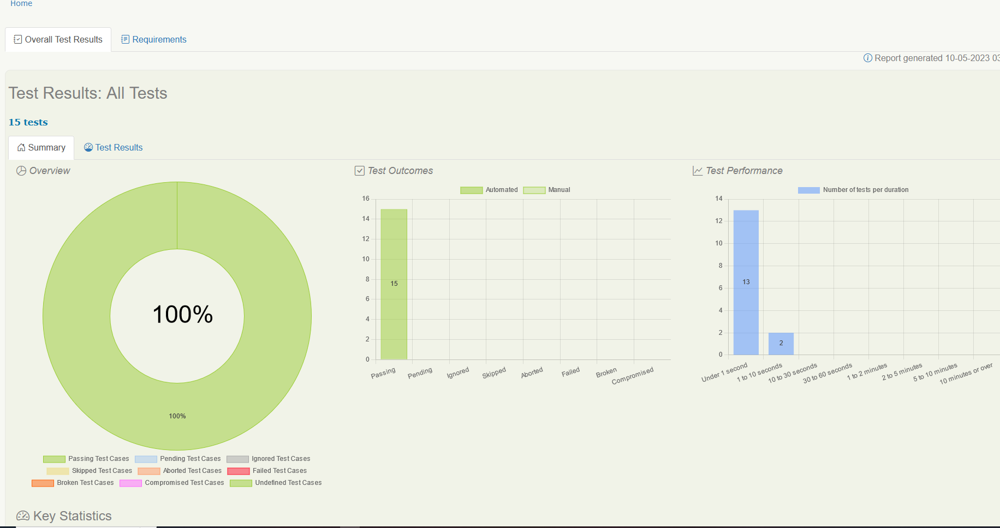 Home
Overall Test Results Requirements
Report generated 10-05-2023 03
Test Results: All Tests
15 tests
Summary Test Results
Overview
100%
100%
Passing Test Cases Pending Test Cases Ignored Test Cases
Skipped Test Cases Aborted Test Cases Failed Test Cases
Broken Test Cases Compromised Test Cases Undefined Test Cases
Test Outcomes
Automated Manual
16
14
12
10
8
6
4
2
0
15
Passing Pending Ignored Skipped Aborted Failed Broken Compromised
Test Performance
Number of tests per duration
14
12
10
8
6
4
2
0
13
2
Under 1 second 1 to 10 seconds 10 to 30 seconds 30 to 60 seconds 1 to 2 minutes 2 to 5 minutes 5 to 10 minutes 10 minutes or over
Key Statistics